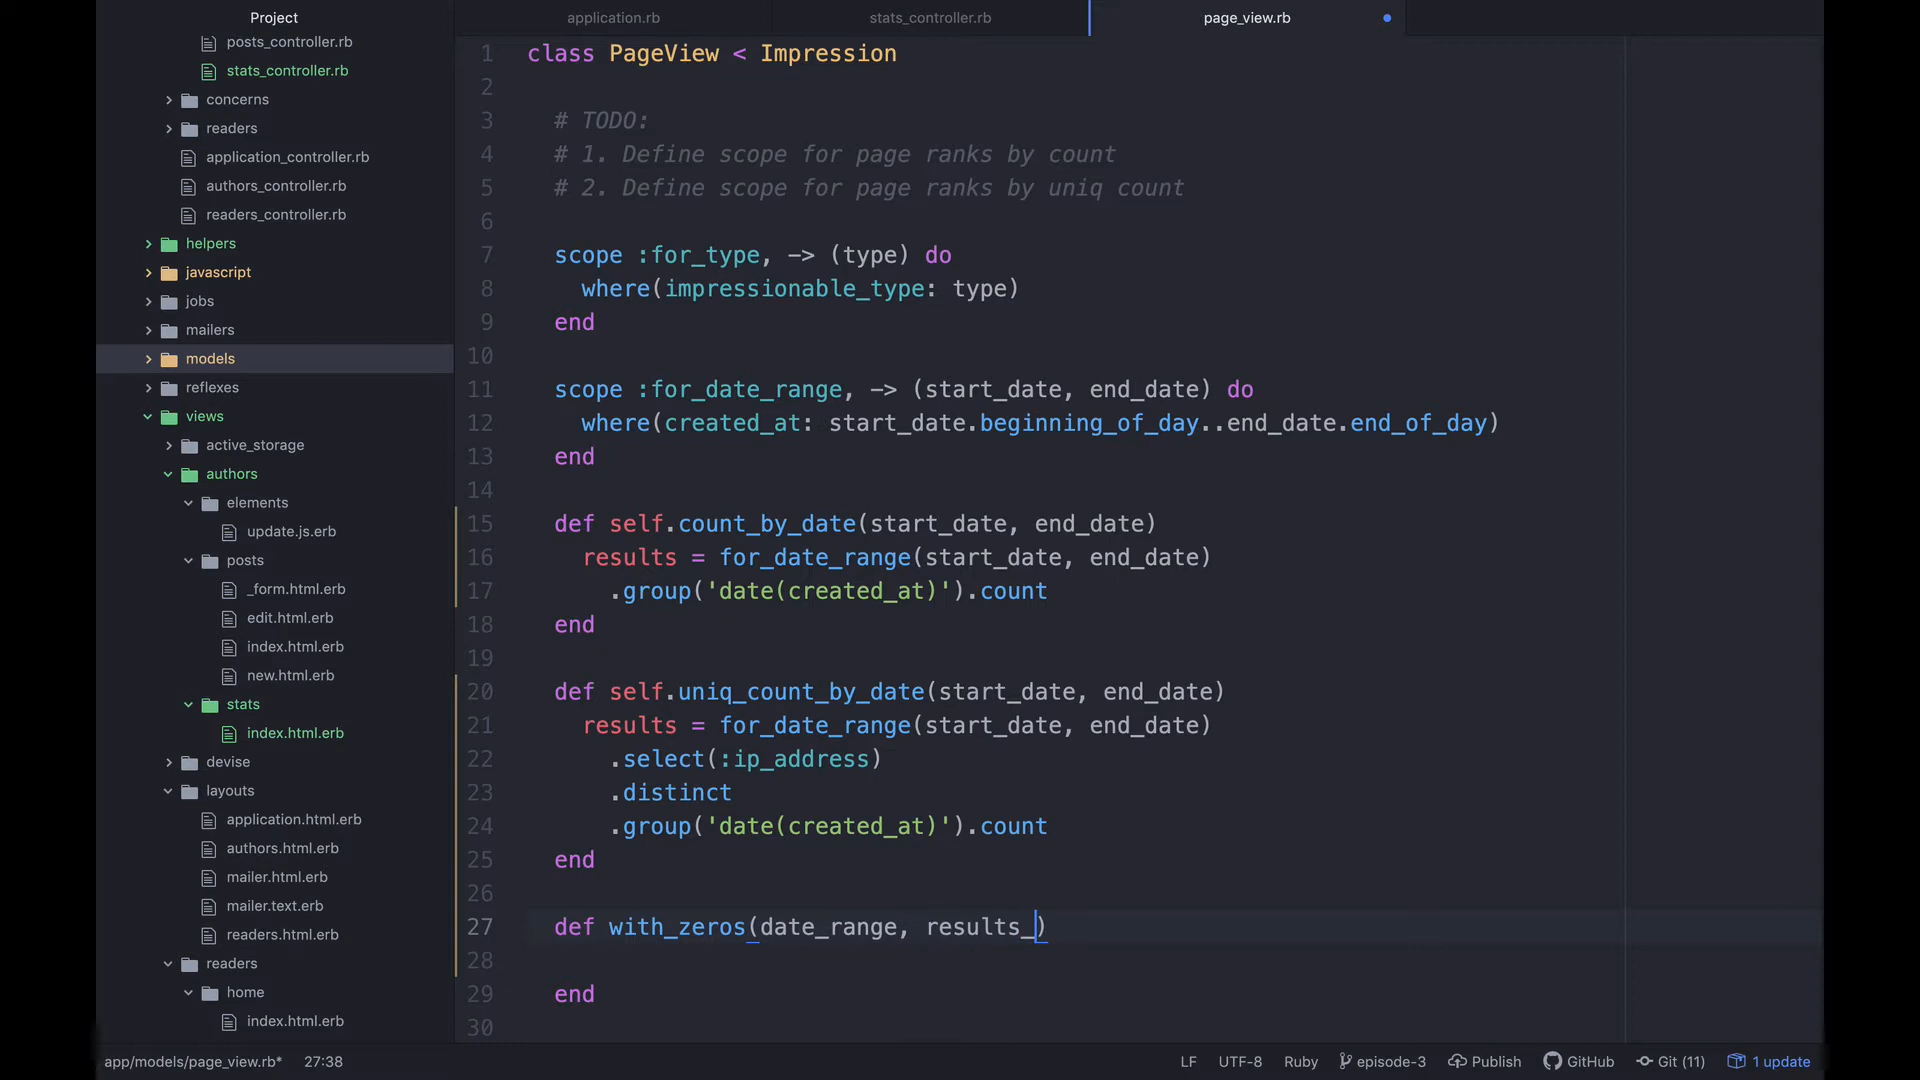 Project
posts_controller.rb
stats_controller.rb
concerns
readers
application_controller.rb
authors_controller.rb
readers_controller.rb
helpers
javascript
jobs
mailers
models
reflexes
views
active_storage
authors
elements
update.js.erb
posts
_form.html.erb
edit.html.erb
index.html.erb
new.html.erb
stats
index.html.erb
devise
layouts
application.html.erb
authors.html.erb
mailer.html.erb
mailer.text.erb
readers.html.erb
readers
home
index.html.erb
application.rb
stats_controller.rb
page_view.rb
1 class PageView < Impression
2
3 # TODO:
4 # 1. Define scope for page ranks by count
5 # 2. Define scope for page ranks by uniq count
6
7 scope :for_type, -> (type) do
8 where(impressionable_type: type)
9 end
10
11 scope :for_date_range, -> (start_date, end_date) do
12 where(created_at: start_date.beginning_of_day..end_date.end_of_day)
13 end
14
15 def self.count_by_date(start_date, end_date)
16 results = for_date_range(start_date, end_date)
17 .group('date(created_at)').count
18 end
19
20 def self.uniq_count_by_date(start_date, end_date)
21 results = for_date_range(start_date, end_date)
22 .select(:ip_address)
23 .distinct
24 .group('date(created_at)').count
25 end
26
27 def with_zeros(date_range, results_)
28
29 end
30
app/models/page_view.rb* 27:38 LF UTF-8 Ruby episode-3 Publish GitHub Git (11) 1 update